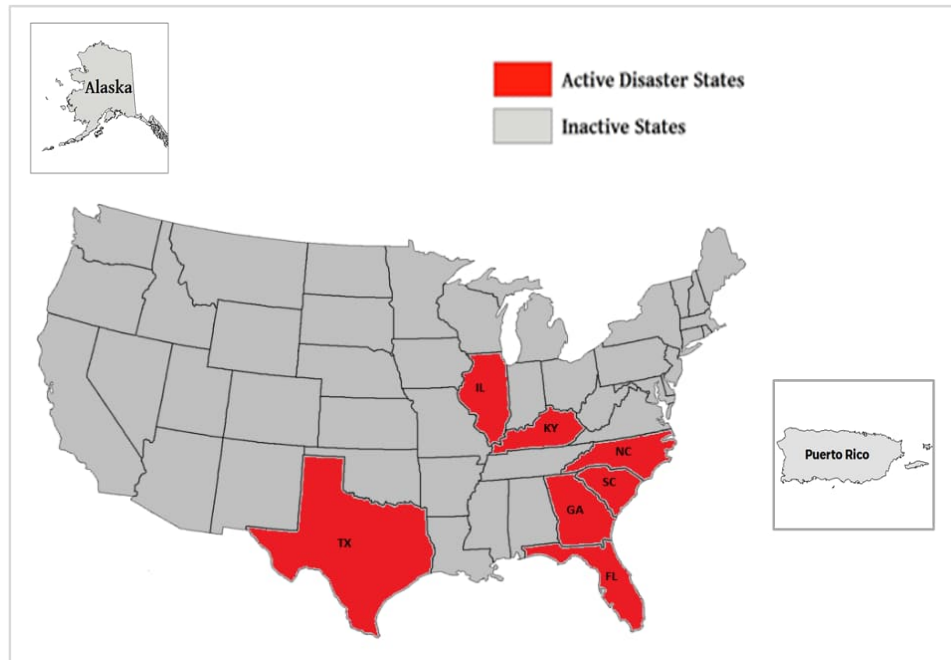 Alaska
Active Disaster States
Inactive States
IL
KY
NC
SC
GA
TX
FL
Puerto Rico